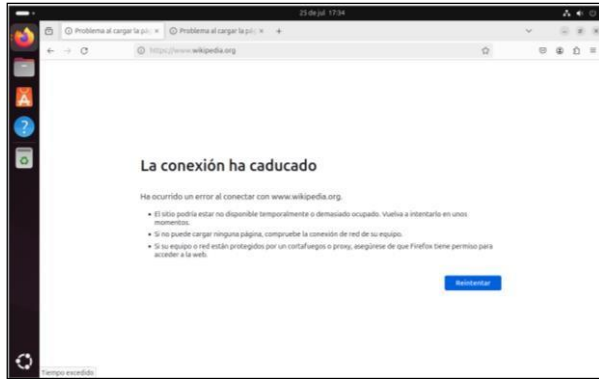 25 de jul 17:34
Problema al cargar la pág
Problema al cargar la pág
https://www.wikipedia.org
La conexión ha caducado
Ha ocurrido un error al conectar con www.wikipedia.org.
El sitio podría estar no disponible temporalmente o demasiado ocupado. Vuelva a intentarlo en unos
momentos.
Si no puede cargar ninguna página, compruebe la conexión de red de su equipo.
Si su equipo o red están protegidos por un cortafuegos o proxy, asegúrese de que Firefox tiene permiso para
acceder a la web.
Reintentar
Tiempo excedido